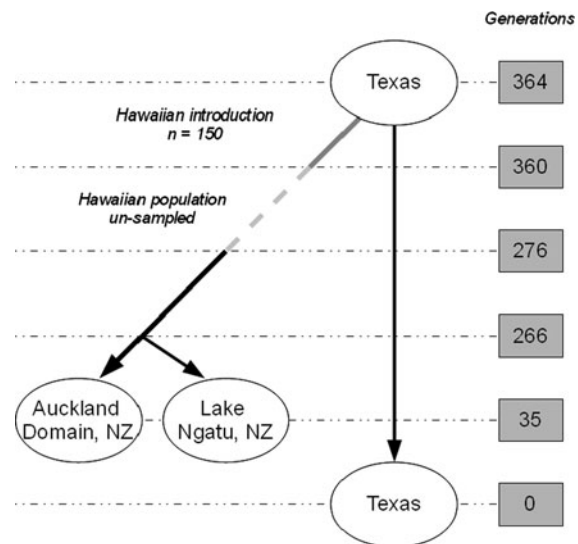 Generations
Texas
364
Hawaiian introduction
n = 150
360
Hawaiian population
un-sampled
276
266
Auckland
Domain, NZ
Lake
Ngatu, NZ
35
Texas
0